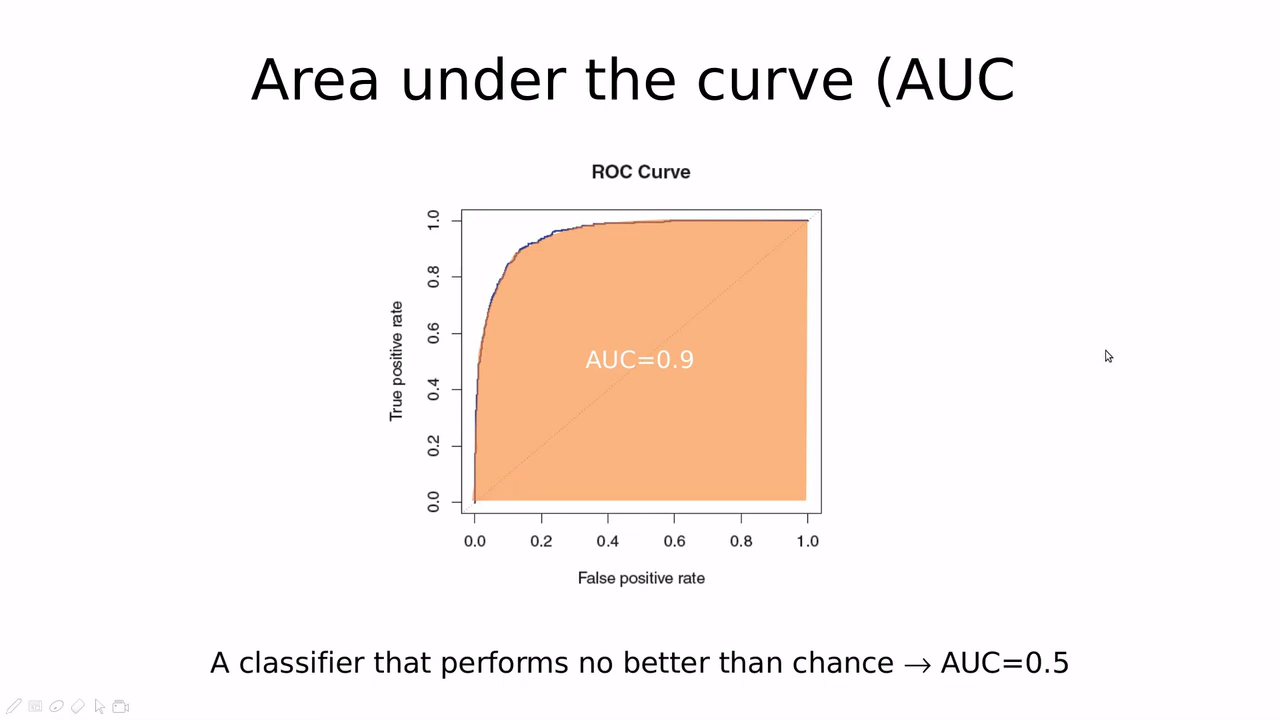 Area under the curve (AUC
ROC Curve
True positive rate
1.0
0.8
0.6
0.4
0.2
0.0
AUC=0.9
0.0 0.2 0.4 0.6 0.8 1.0
False positive rate
A classifier that performs no better than chance → AUC=0.5